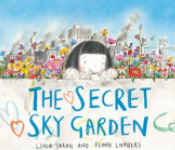 THE SECRET
SKY GARDEN
LINDA SARAH AND FIONA LUMBERS